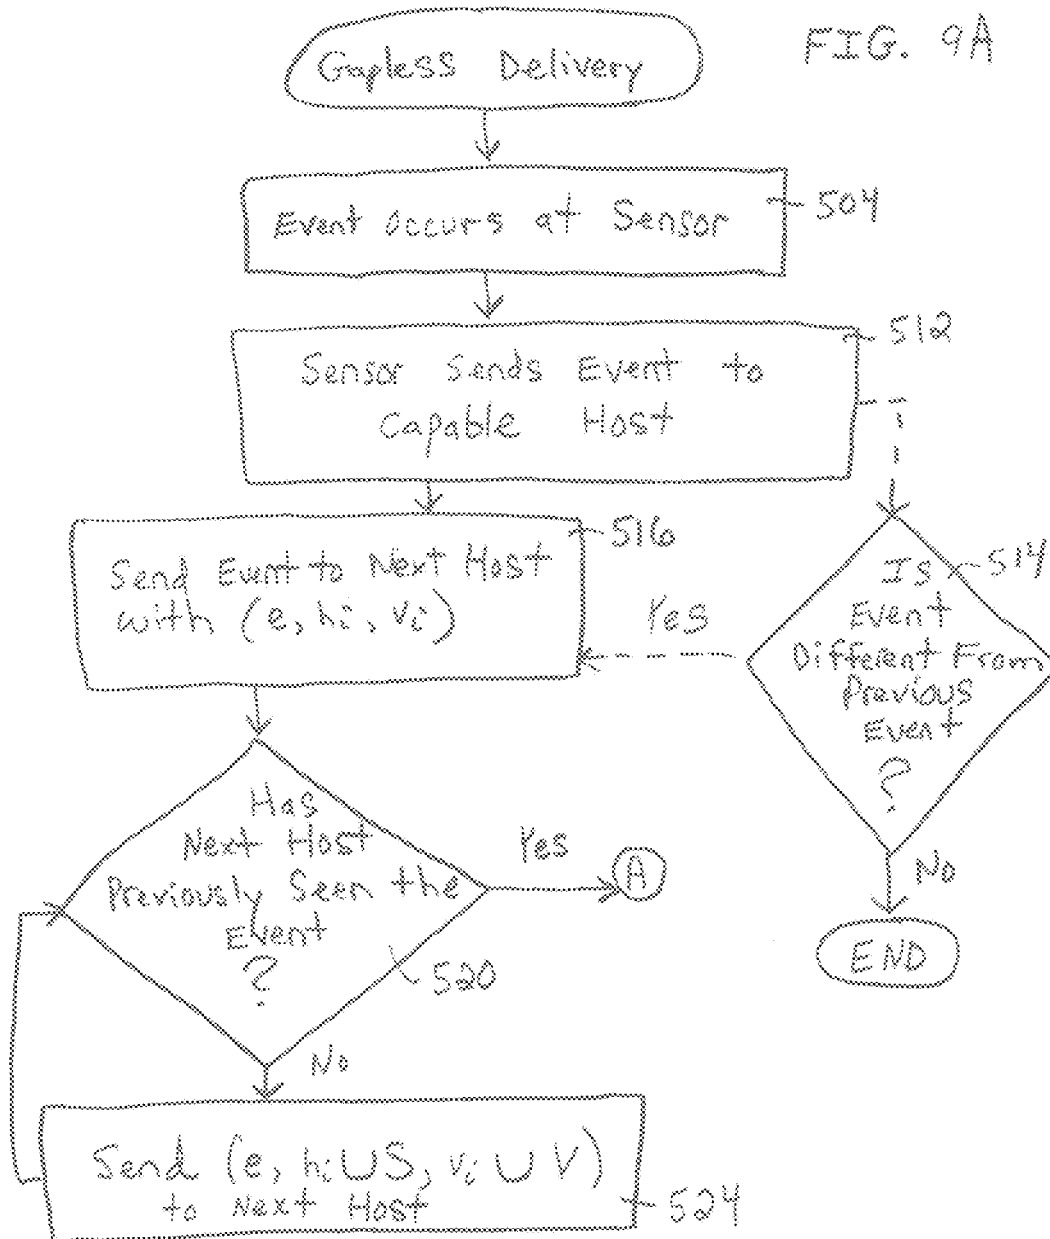 FIG. 9A
Gapless Delivery
Event occurs at Sensor
504
Sensor Sends Event to
Capable Host
512
Send Event to Next Host
with (e, hi, vi)
516
Is
Event
Different From
Previous
Event
?
514
Yes
No
END
Has
Next Host
Previously Seen the
Event
?
520
Yes
A
No
Send (e, hi ∪ S, vi ∪ V)
to Next Host
524